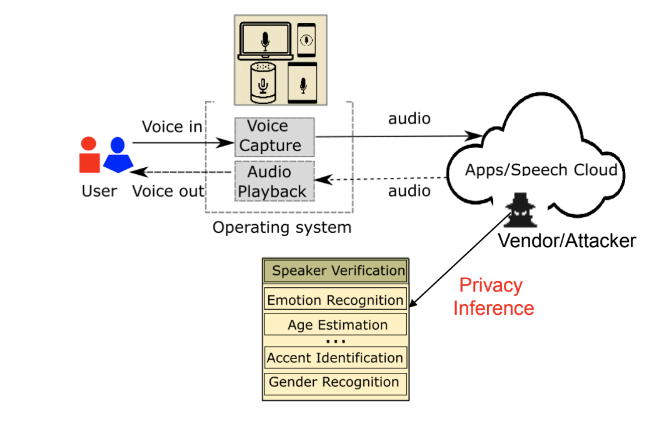 Voice in
Voice
Capture
audio
User
Voice out
Audio
Playback
audio
Apps/Speech Cloud
Operating system
Vendor/Attacker
Speaker Verification
Emotion Recognition
Age Estimation
...
Accent Identification
Gender Recognition
Privacy
Inference